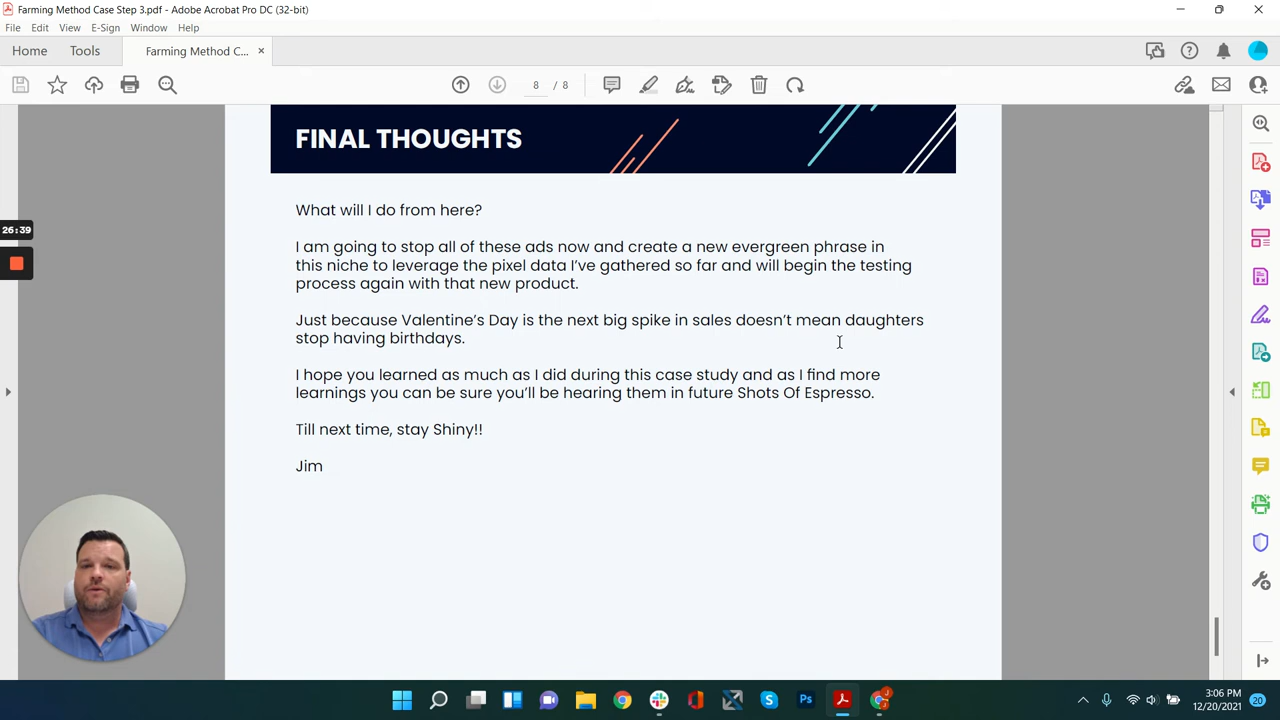 Farming Method Case Step 3.pdf - Adobe Acrobat Pro DC (32-bit)
File Edit View E-Sign Window Help
Home Tools Farming Method C... ×
8 / 8
FINAL THOUGHTS
What will I do from here?
I am going to stop all of these ads now and create a new evergreen phrase in
this niche to leverage the pixel data I've gathered so far and will begin the testing
process again with that new product.
Just because Valentine's Day is the next big spike in sales doesn't mean daughters
stop having birthdays.
I hope you learned as much as I did during this case study and as I find more
learnings you can be sure you'll be hearing them in future Shots Of Espresso.
Till next time, stay Shiny!!
Jim
26:39
Ps
3:06 PM
12/20/2021
20